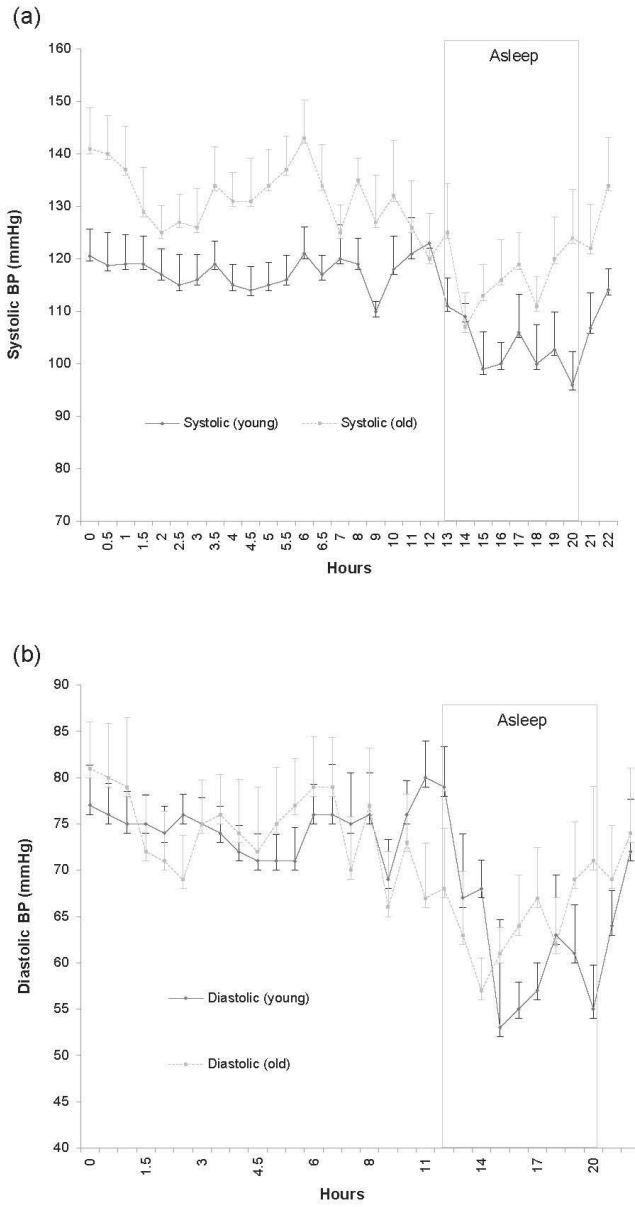 (a)
160
150
140
130
120
110
100
90
80
70
Systolic BP (mmHg)
Asleep
Systolic (young)
Systolic (old)
0 0.5 1 1.5 2 2.5 3 3.5 4 4.5 5 5.5 6 6.5 7 8 9 10 11 12 13 14 15 16 17 18 19 20 21 22
Hours
(b)
90
85
80
75
70
65
60
55
50
45
40
Diastolic BP (mmHg)
Asleep
Diastolic (young)
Diastolic (old)
0 1.5 3 4.5 6 8 11 14 17 20
Hours